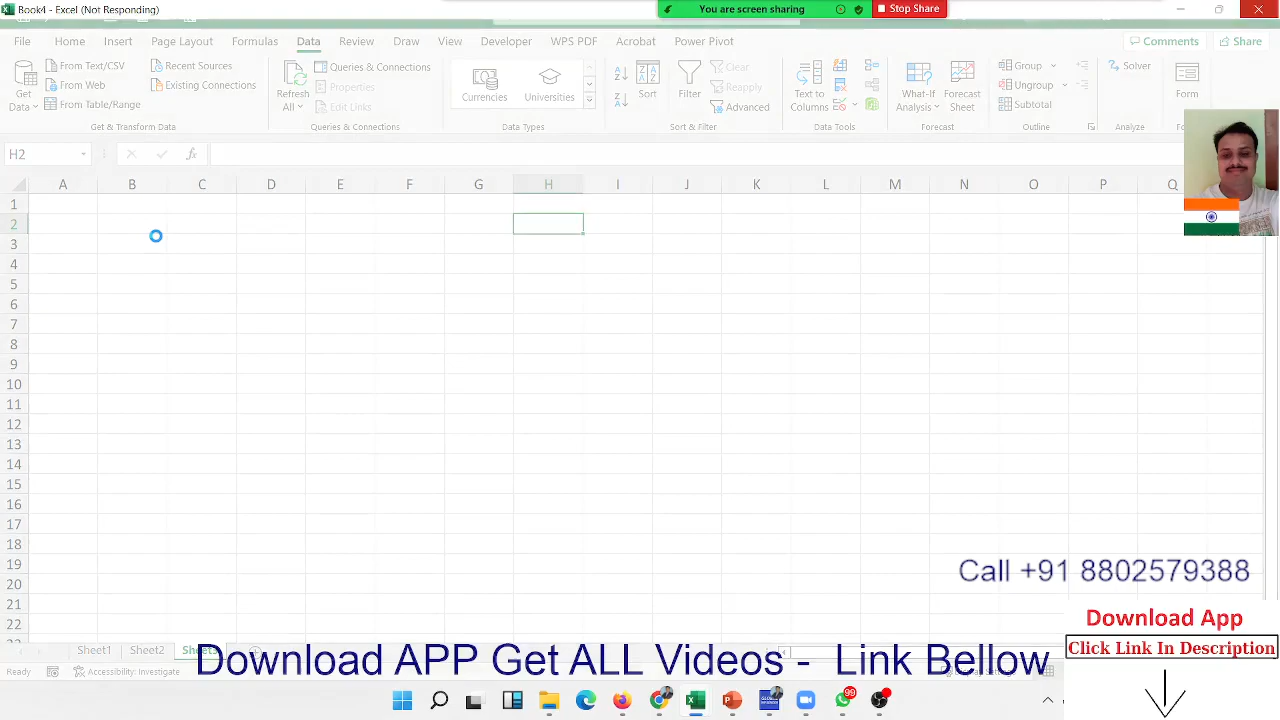 Book4 - Excel (Not Responding)
You are screen sharing
Stop Share
File Home Insert Page Layout Formulas Data Review Draw View Developer WPS PDF Acrobat Power Pivot
Comments Share
Get Data
From Text/CSV
From Web
From Table/Range
Recent Sources
Existing Connections
Get & Transform Data
Refresh All
Queries & Connections
Properties
Edit Links
Queries & Connections
Currencies
Universities
Data Types
Sort
Filter
Clear
Reapply
Advanced
Sort & Filter
Text to Columns
Data Tools
What-If Analysis
Forecast Sheet
Forecast
Group
Ungroup
Subtotal
Outline
Solver
Analyze
Form
H2
A B C D E F G H I J K L M N O P Q
1
2
3
4
5
6
7
8
9
10
11
12
13
14
15
16
17
18
19
20
21
22
Call +91 8802579388
Download App
Click Link In Description
Sheet1 Sheet2
Download APP Get ALL Videos - Link Bellow
Ready
Accessibility: Investigate
99